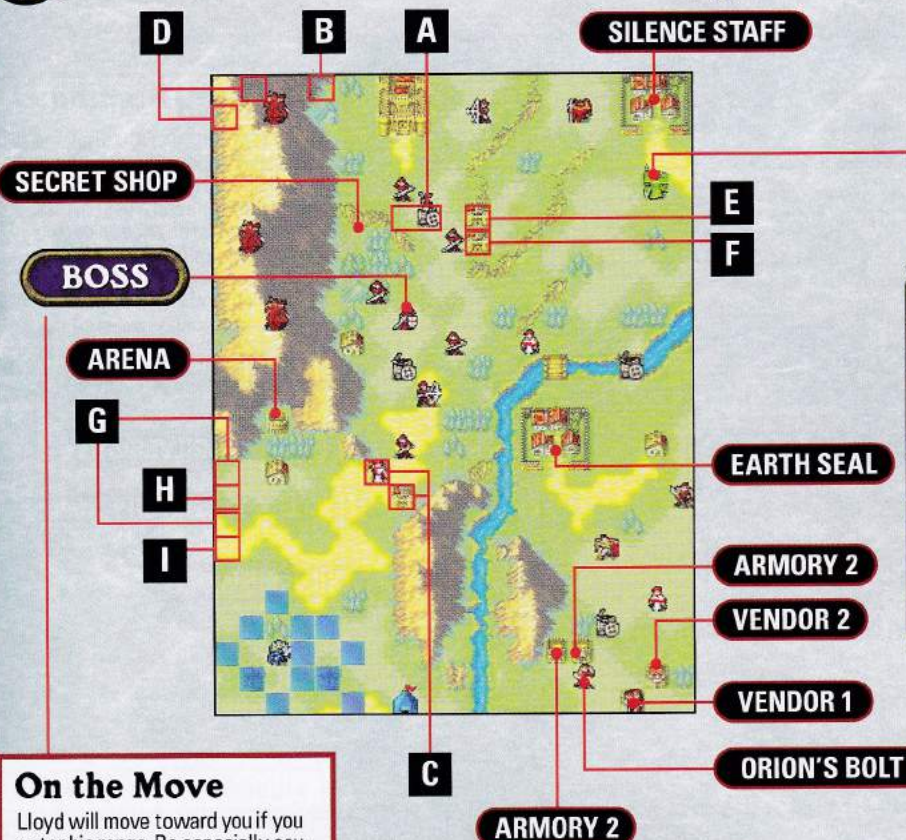 D
B
A
SILENCE STAFF
SECRET SHOP
E
F
BOSS
ARENA
G
EARTH SEAL
H
I
ARMORY 2
VENDOR 2
VENDOR 1
ORION'S BOLT
C
ARMORY 2
On the Move
Lloyd will move toward you if you